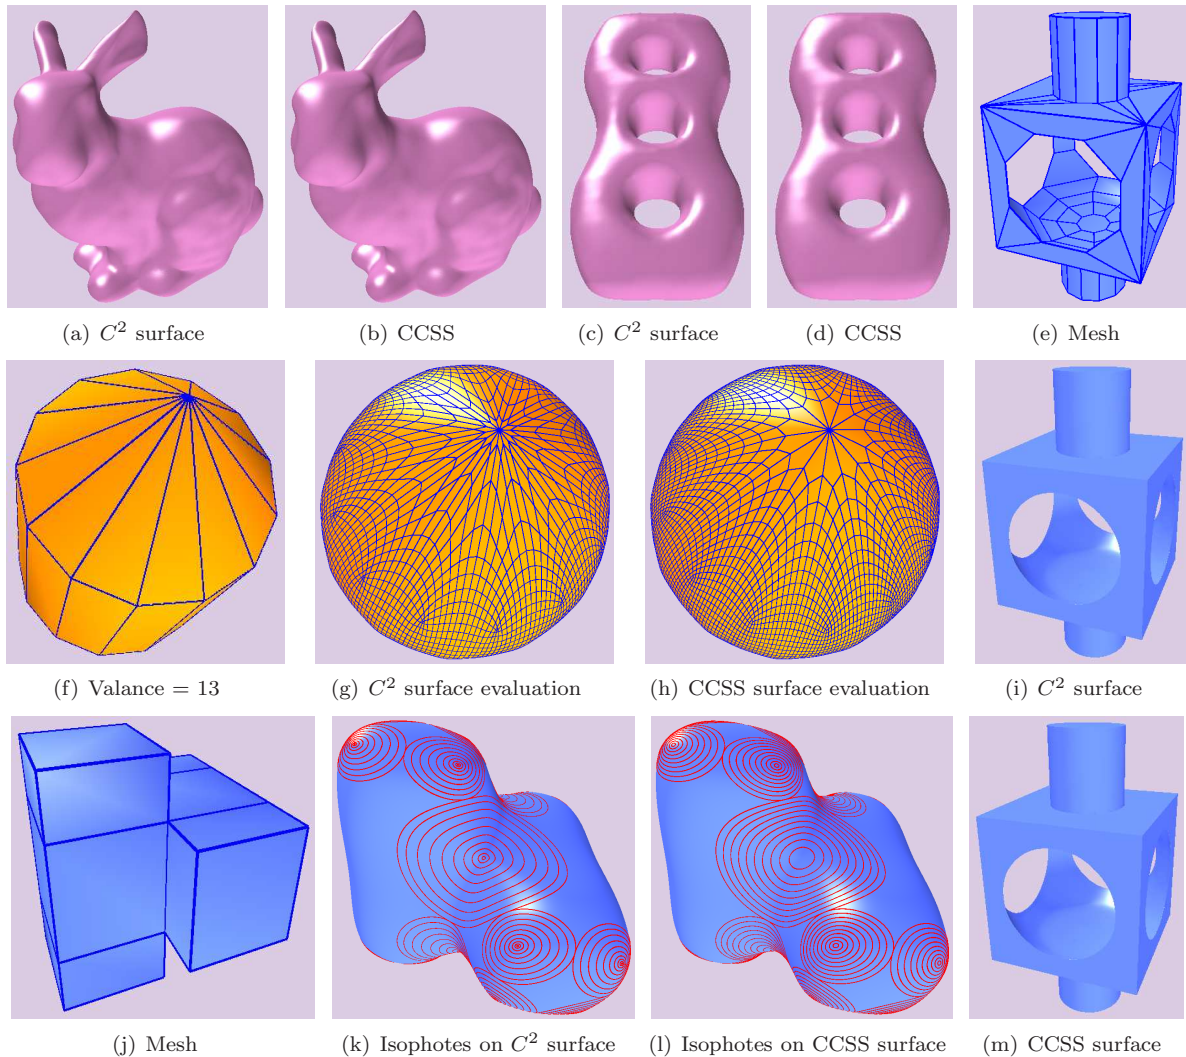 (a) C² surface
(b) CCSS
(c) C² surface
(d) CCSS
(e) Mesh
(f) Valance = 13
(g) C² surface evaluation
(h) CCSS surface evaluation
(i) C² surface
(j) Mesh
(k) Isophotes on C² surface
(l) Isophotes on CCSS surface
(m) CCSS surface